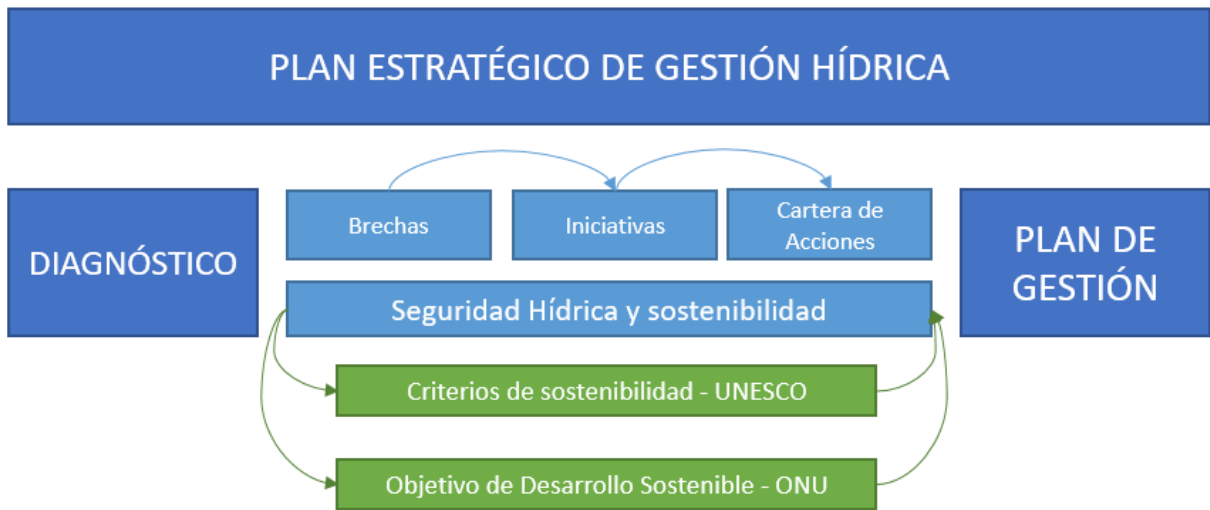 PLAN ESTRATÉGICO DE GESTIÓN HÍDRICA
DIAGNÓSTICO
Brechas
Iniciativas
Cartera de
Acciones
Seguridad Hídrica y sostenibilidad
Criterios de sostenibilidad - UNESCO
Objetivo de Desarrollo Sostenible - ONU
PLAN DE
GESTIÓN